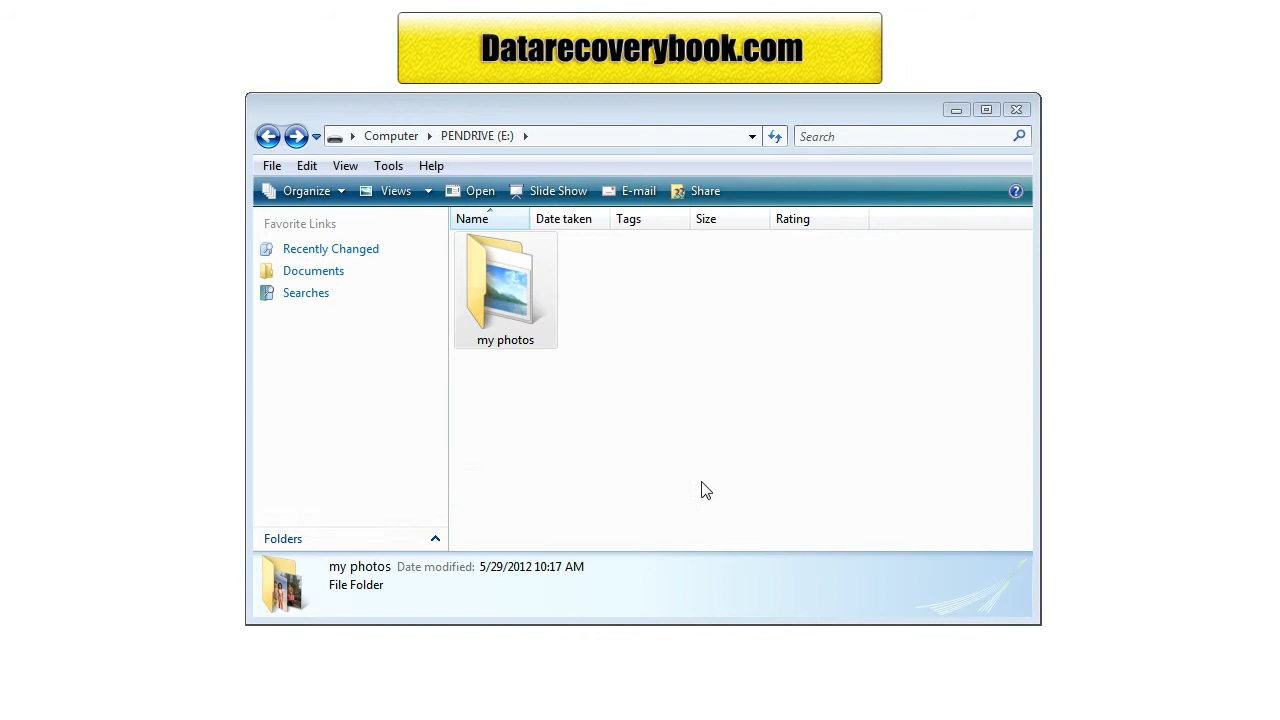 Datarecoverybook.com
Computer PENDRIVE (E:) Search
File Edit View Tools Help
Organize Views Open Slide Show E-mail Share
Favorite Links
Recently Changed
Documents
Searches
Folders
Name Date taken Tags Size Rating
my photos
my photos Date modified: 5/29/2012 10:17 AM
File Folder